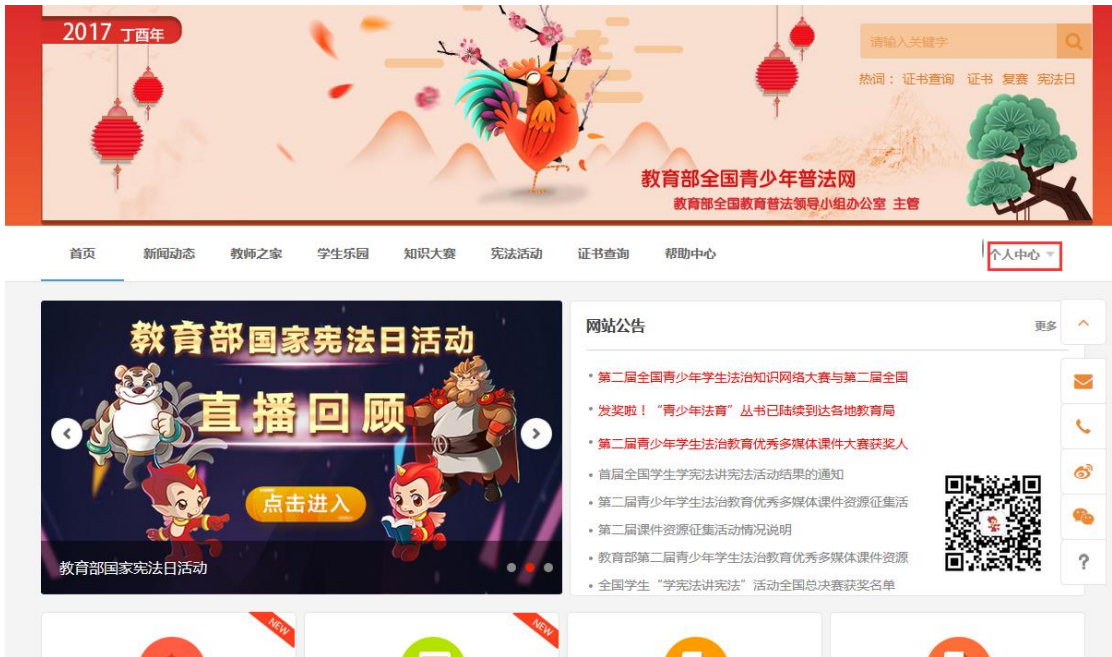 2017 丁酉年
请输入关键字
热词： 证书查询 证书 复赛 宪法日
教育部全国青少年普法网
教育部全国教育普法领导小组办公室 主管
首页 新闻动态 教师之家 学生乐园 知识大赛 宪法活动 证书查询 帮助中心 个人中心
教育部国家宪法日活动
直播回顾
点击进入
教育部国家宪法日活动
网站公告 更多
第二届全国青少年学生法治知识网络大赛与第二届全国
发奖啦！“青少年法育”丛书已陆续到达各地教育局
第二届青少年学生法治教育优秀多媒体课件大赛获奖人
首届全国学生学宪法讲宪法活动结果的通知
第二届青少年学生法治教育优秀多媒体课件资源征集活
第二届课件资源征集活动情况说明
教育部第二届青少年学生法治教育优秀多媒体课件资源
全国学生“学宪法讲宪法”活动全国总决赛获奖名单
?
NEW
NEW